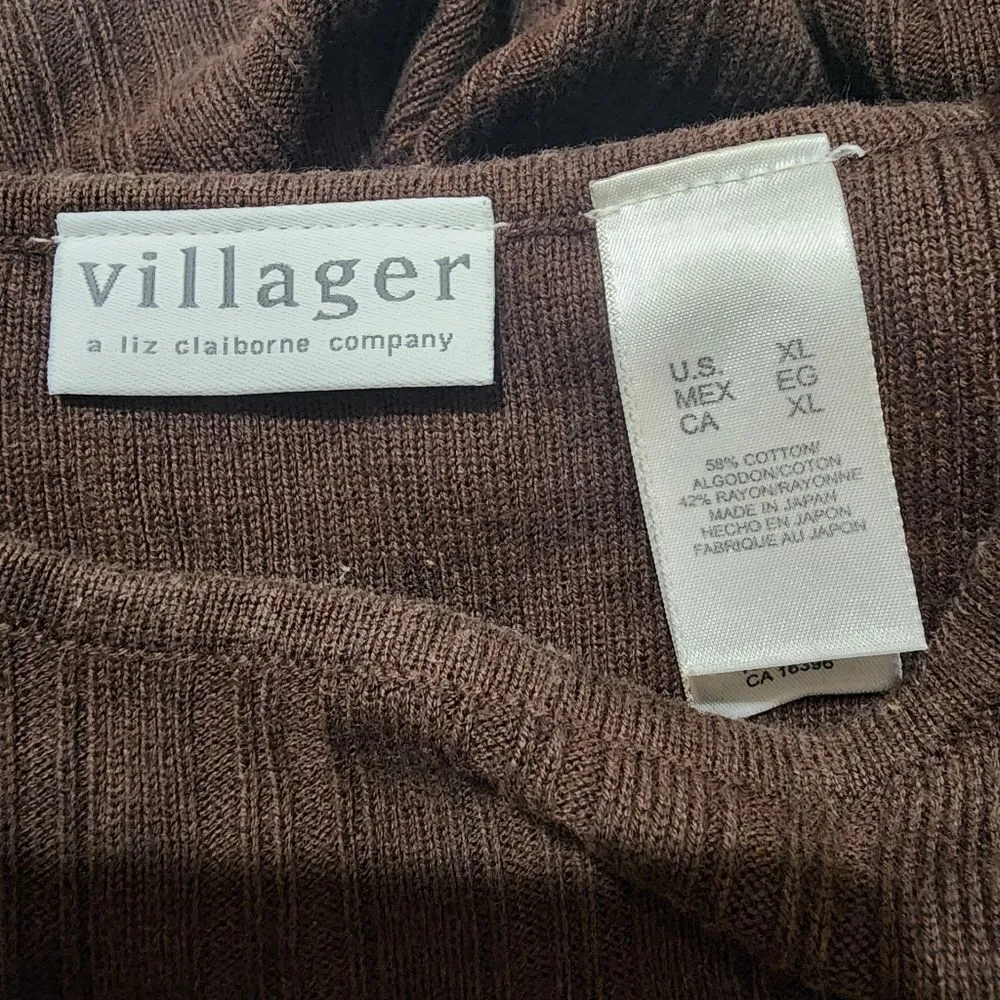 villager
a liz claiborne company
U.S. XL
MEX EG
CA XL
58% COTTON/
ALGODON/COTON
42% RAYON/RAYONNE
MADE IN JAPAN
HECHO EN JAPON
FABRIQUE AU JAPON
CA 16396